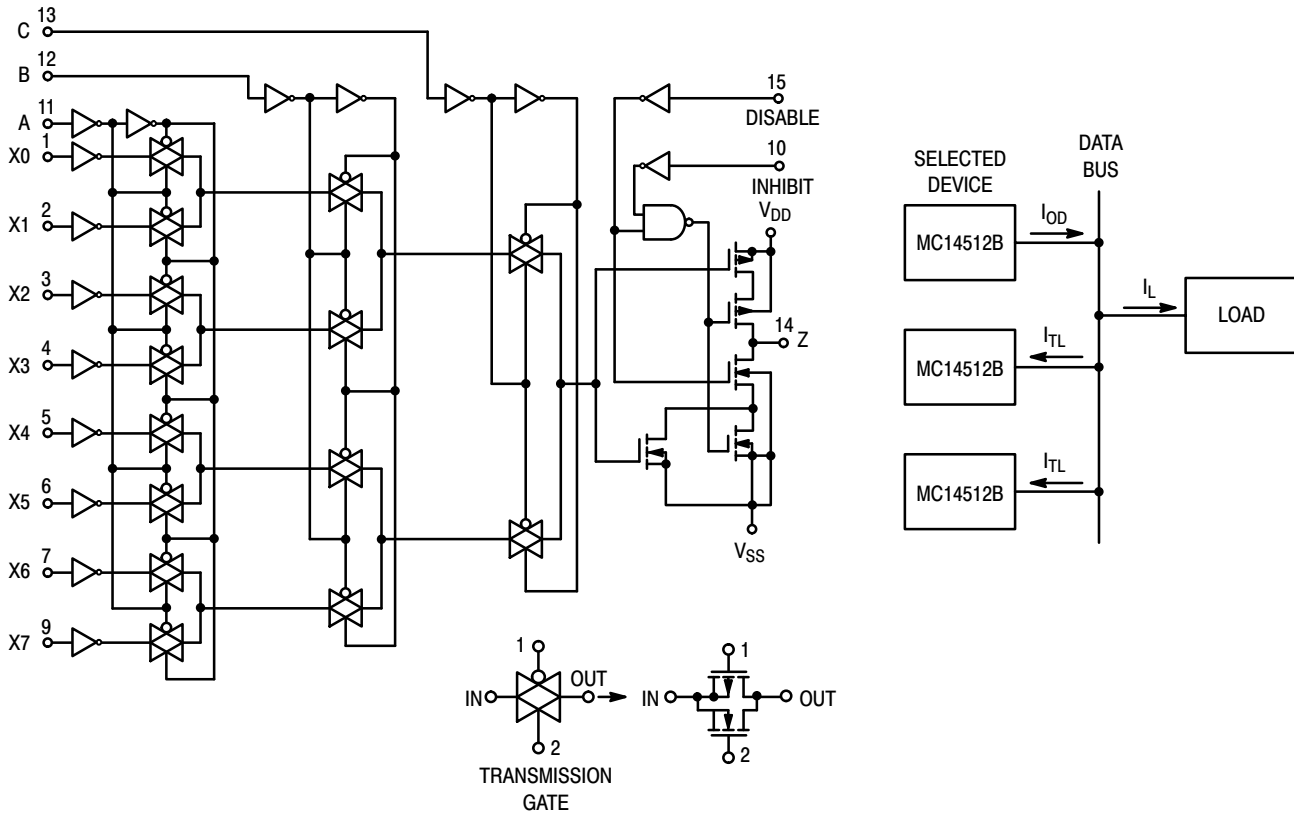 13
C
12
B
11
A
1
X0
2
X1
3
X2
4
X3
5
X4
6
X5
7
X6
9
X7
15
DISABLE
10
INHIBIT
VDD
14
Z
VSS
1
IN
OUT
2
TRANSMISSION
GATE
1
IN
OUT
2
SELECTED
DEVICE
DATA
BUS
MC14512B
IOD
IL
LOAD
MC14512B
ITL
MC14512B
ITL